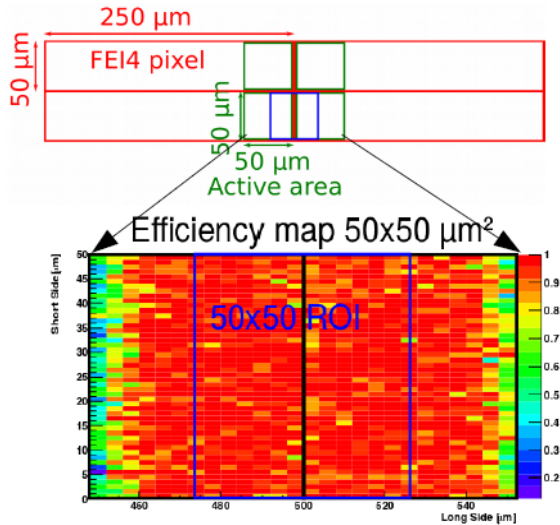 250 μm
50 μm
FEI4 pixel
50 μm
50 μm
Active area
Efficiency map 50x50 μm²
Short Side [μm]
50
45
40
35
30
25
20
15
10
5
0
50x50 ROI
460
480
500
520
540
Long Side [μm]
1
0.9
0.8
0.7
0.6
0.5
0.4
0.3
0.2